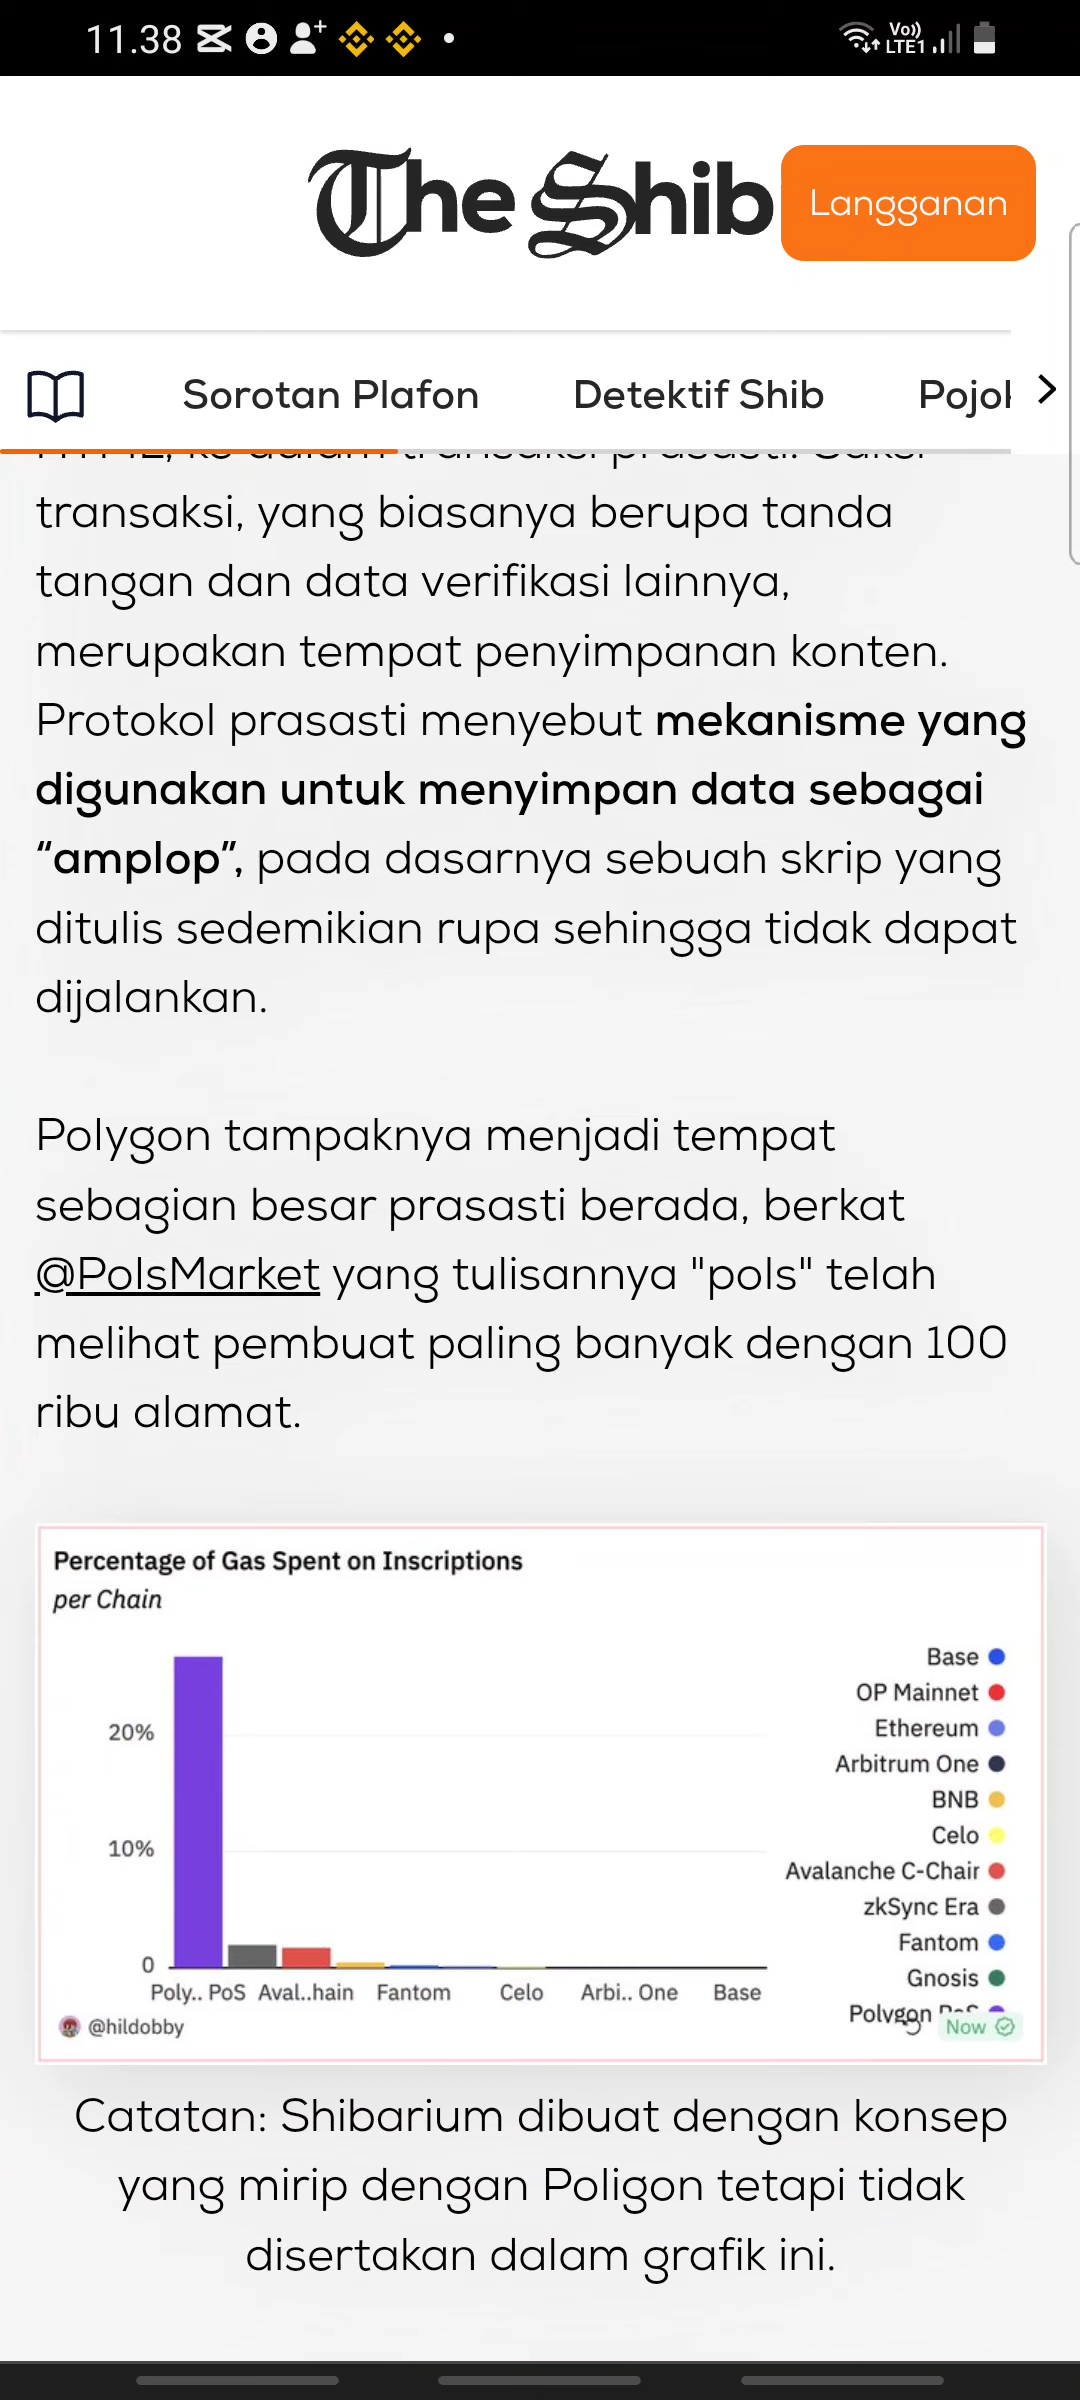 11.38
Vo))
LTE1
The Shib
Langganan
Sorotan Plafon
Detektif Shib
transaksi, yang biasanya berupa tanda
tangan dan data verifikasi lainnya,
merupakan tempat penyimpanan konten.
Protokol prasasti menyebut mekanisme yang
digunakan untuk menyimpan data sebagai
“amplop”, pada dasarnya sebuah skrip yang
ditulis sedemikian rupa sehingga tidak dapat
dijalankan.
Polygon tampaknya menjadi tempat
sebagian besar prasasti berada, berkat
@PolsMarket yang tulisannya "pols" telah
melihat pembuat paling banyak dengan 100
ribu alamat.
Percentage of Gas Spent on Inscriptions
per Chain
20%
10%
0
Poly.. PoS Aval..hain Fantom Celo Arbi.. One Base
Base
OP Mainnet
Ethereum
Arbitrum One
BNB
Celo
Avalanche C-Chair
zkSync Era
Fantom
Gnosis
Polygon PoS
@hildobby
Now
Catatan: Shibarium dibuat dengan konsep
yang mirip dengan Poligon tetapi tidak
disertakan dalam grafik ini.